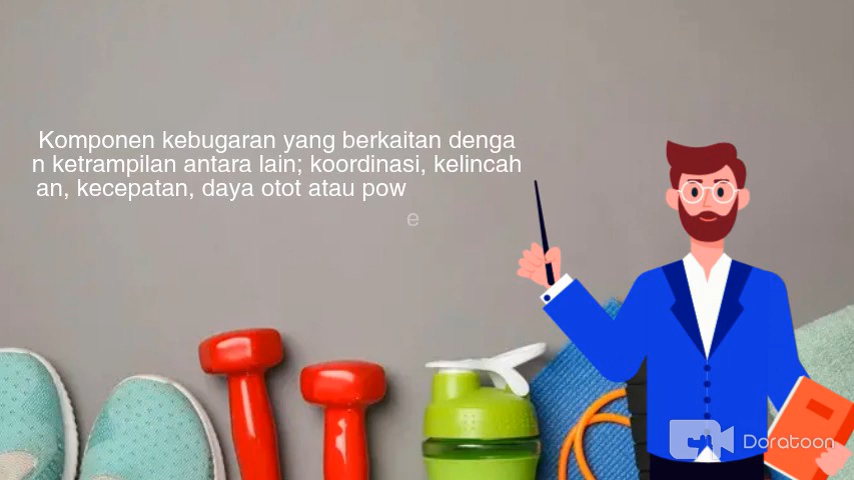 Komponen kebugaran yang berkaitan denga
n ketrampilan antara lain; koordinasi, kelincah
an, kecepatan, daya otot atau pow
e
Doratoon